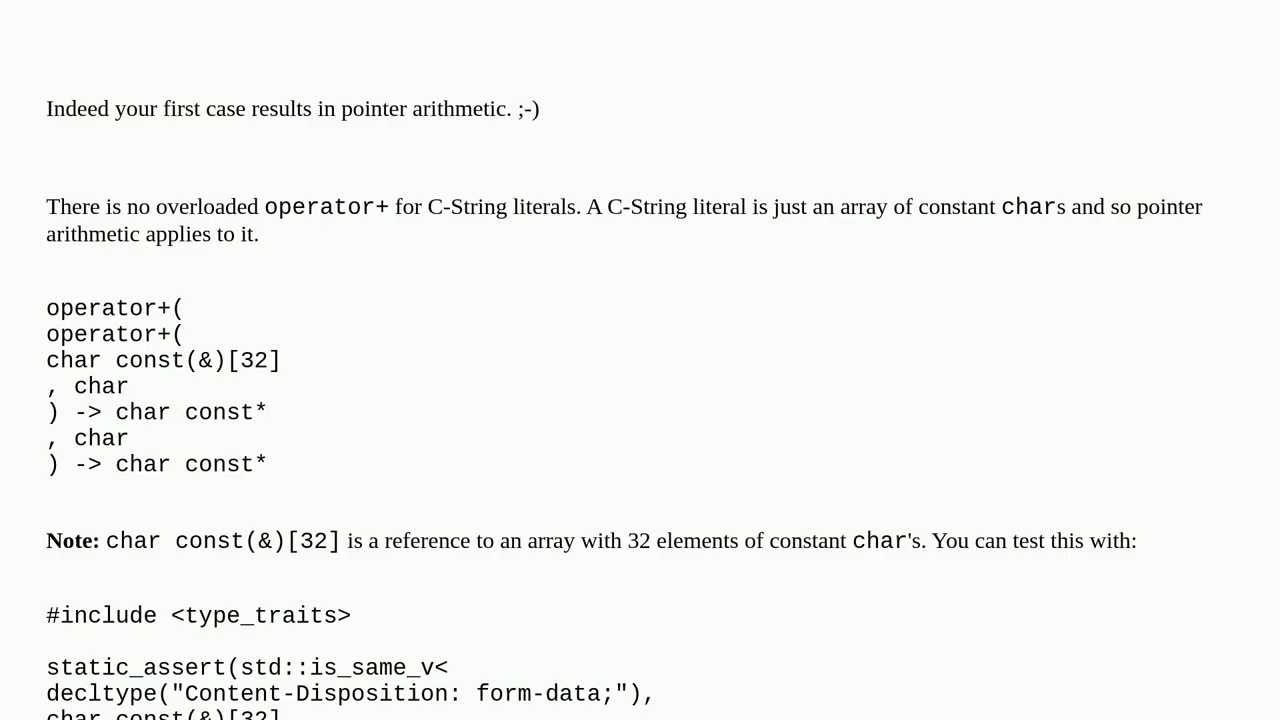 Indeed your first case results in pointer arithmetic. ;-)
There is no overloaded operator+ for C-String literals. A C-String literal is just an array of constant chars and so pointer
arithmetic applies to it.
operator+(
operator+(
char const(&)[32]
, char
) -> char const*
, char
) -> char const*
Note: char const(&)[32] is a reference to an array with 32 elements of constant char's. You can test this with:
#include <type_traits>
static_assert(std::is_same_v<
decltype("Content-Disposition: form-data;"),
char const(&)[32]